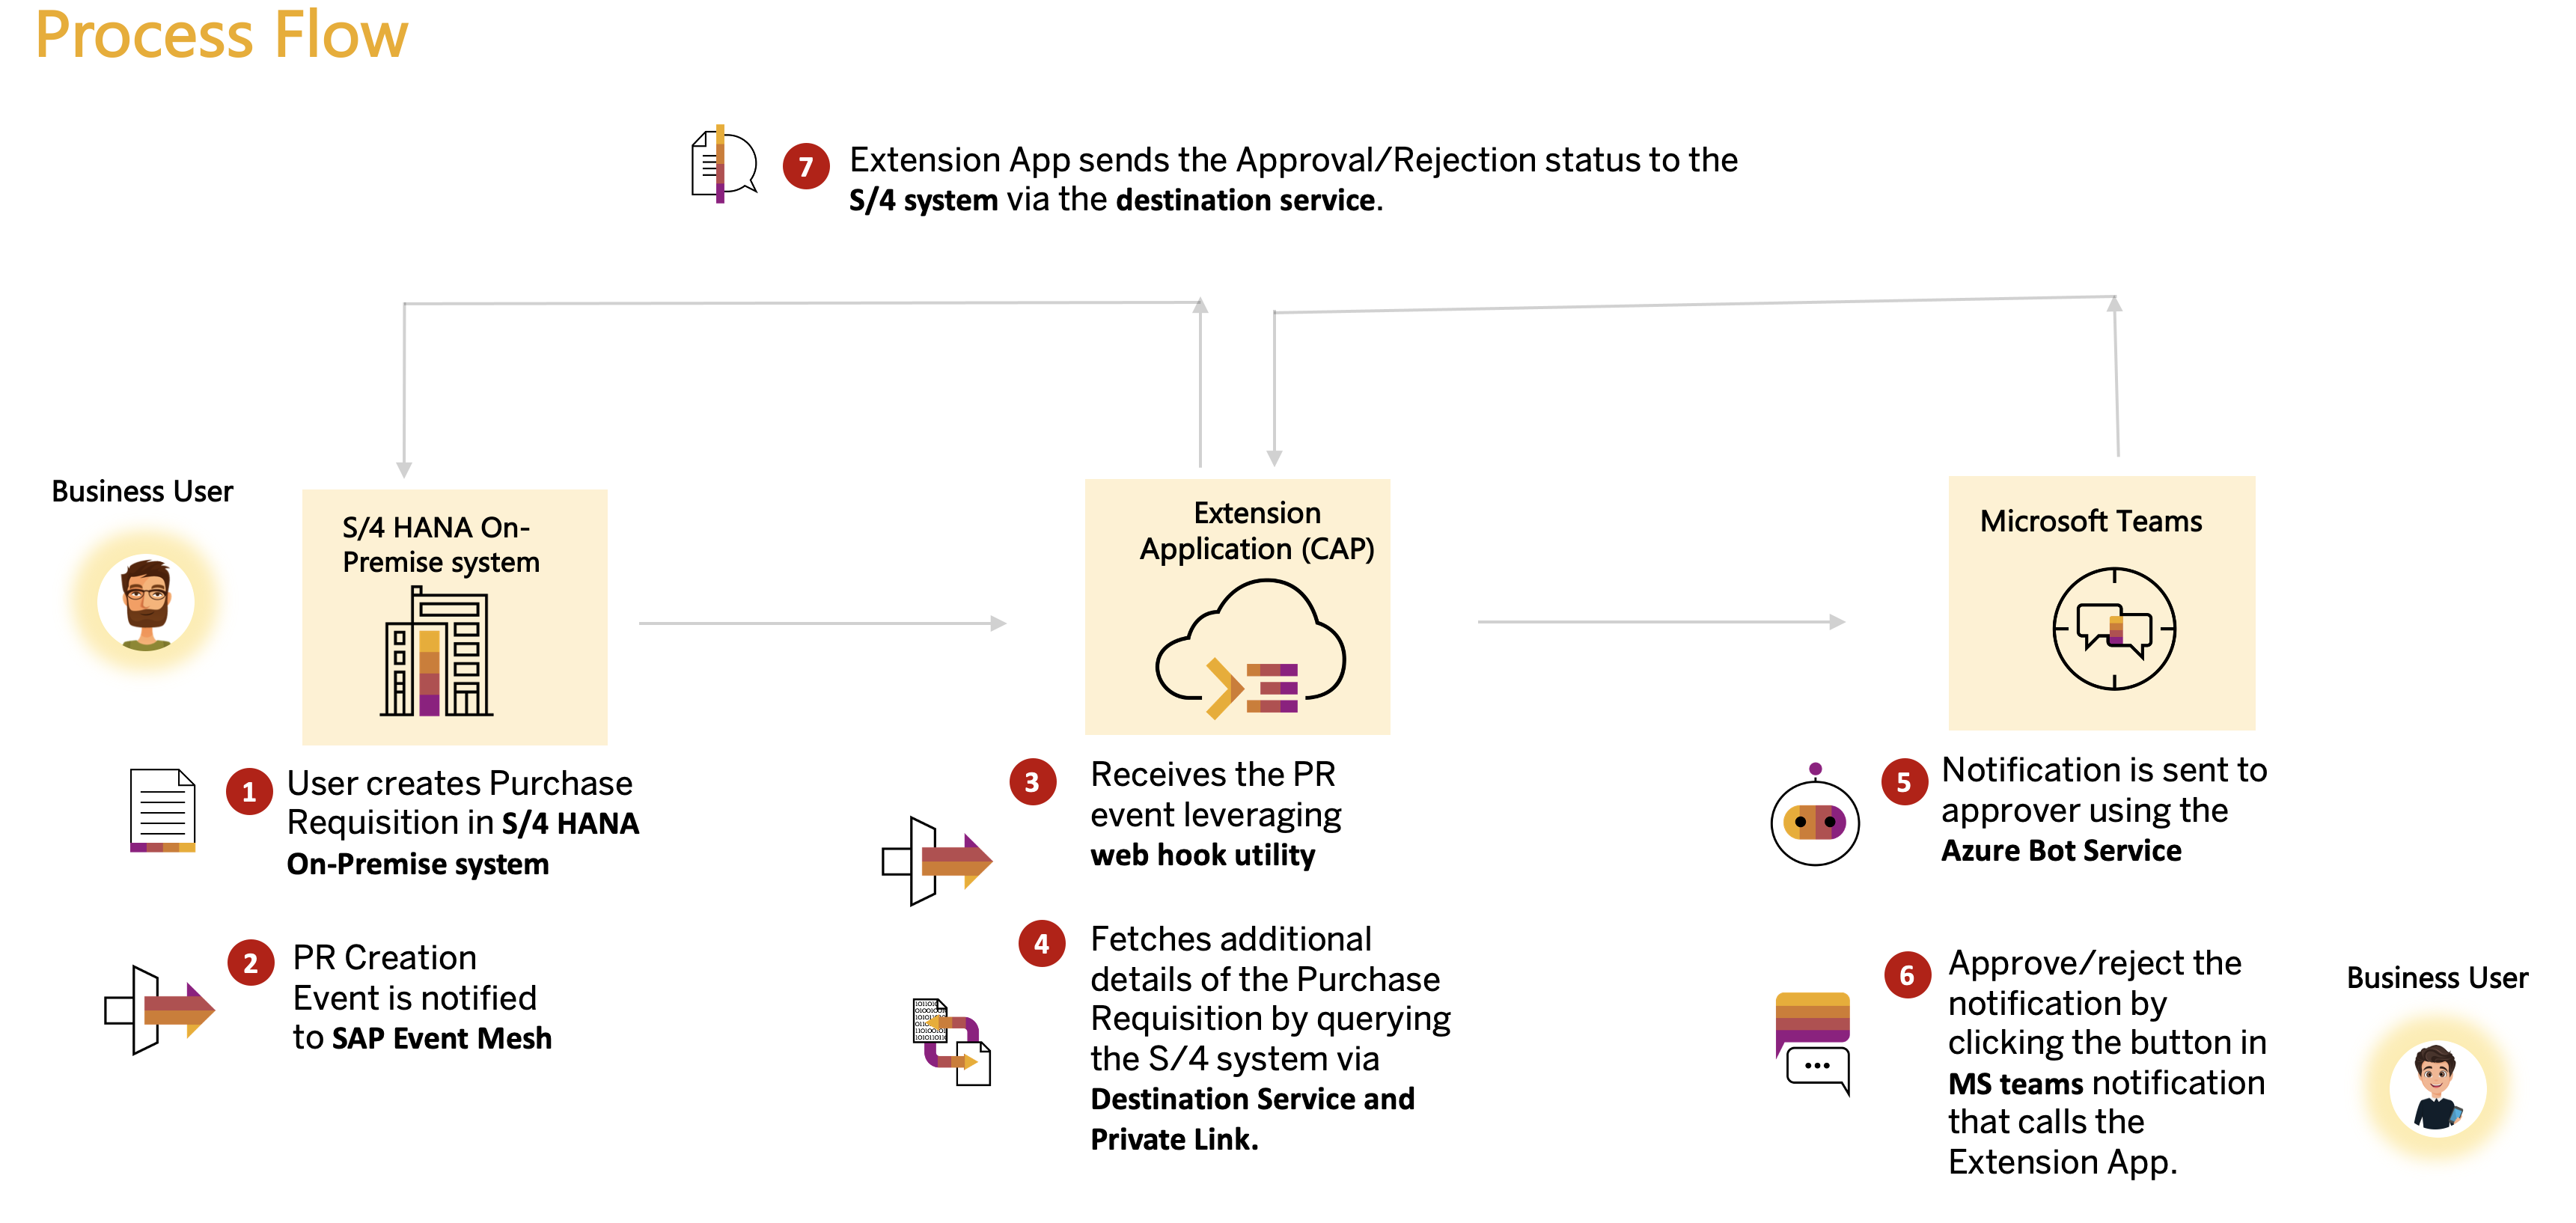 Process Flow
7
Extension App sends the Approval/Rejection status to the
S/4 system via the destination service.
Business User
S/4 HANA On-
Premise system
Extension
Application (CAP)
Microsoft Teams
1
User creates Purchase
Requisition in S/4 HANA
On-Premise system
2
PR Creation
Event is notified
to SAP Event Mesh
3
Receives the PR
event leveraging
web hook utility
4
Fetches additional
details of the Purchase
Requisition by querying
the S/4 system via
Destination Service and
Private Link.
5
Notification is sent to
approver using the
Azure Bot Service
6
Approve/reject the
notification by
clicking the button in
MS teams notification
that calls the
Extension App.
Business User